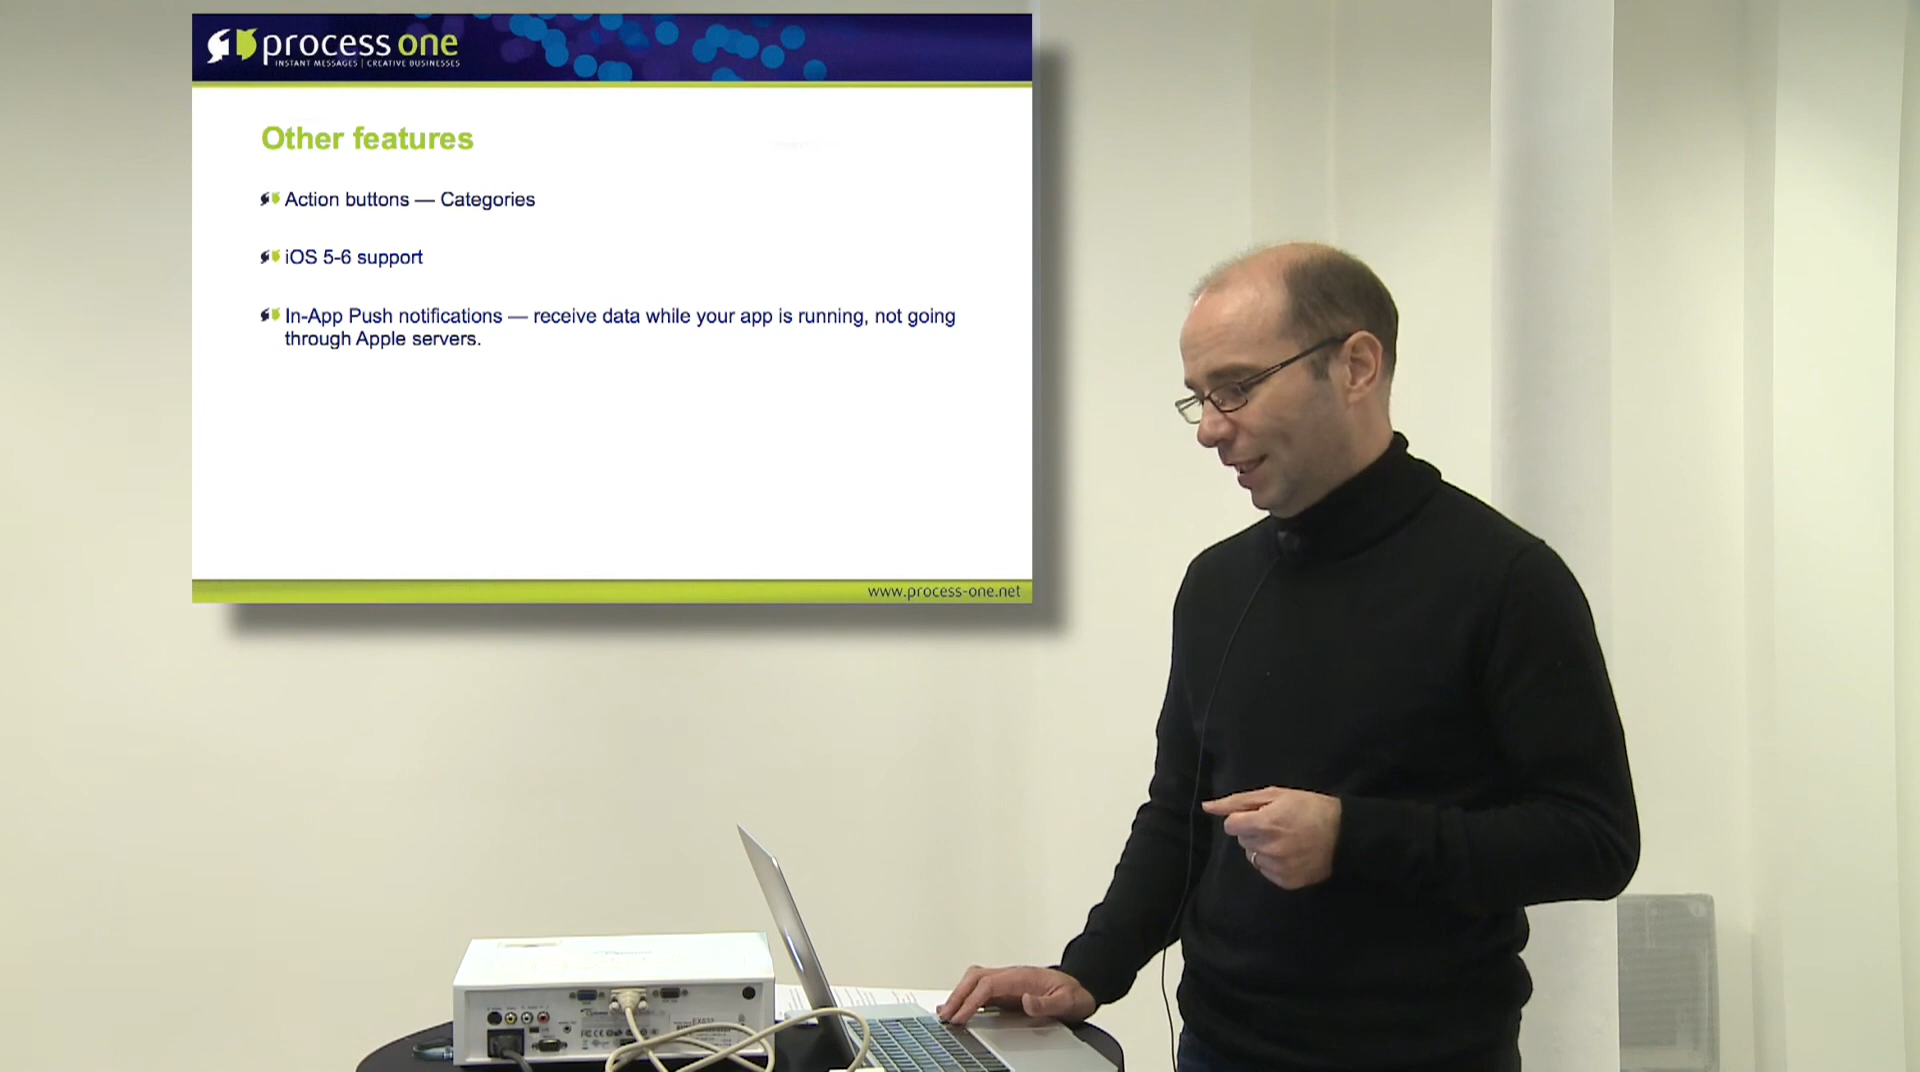 process one
INSTANT MESSAGES | CREATIVE BUSINESSES
Other features
Action buttons — Categories
iOS 5-6 support
In-App Push notifications — receive data while your app is running, not going
through Apple servers.
www.process-one.net